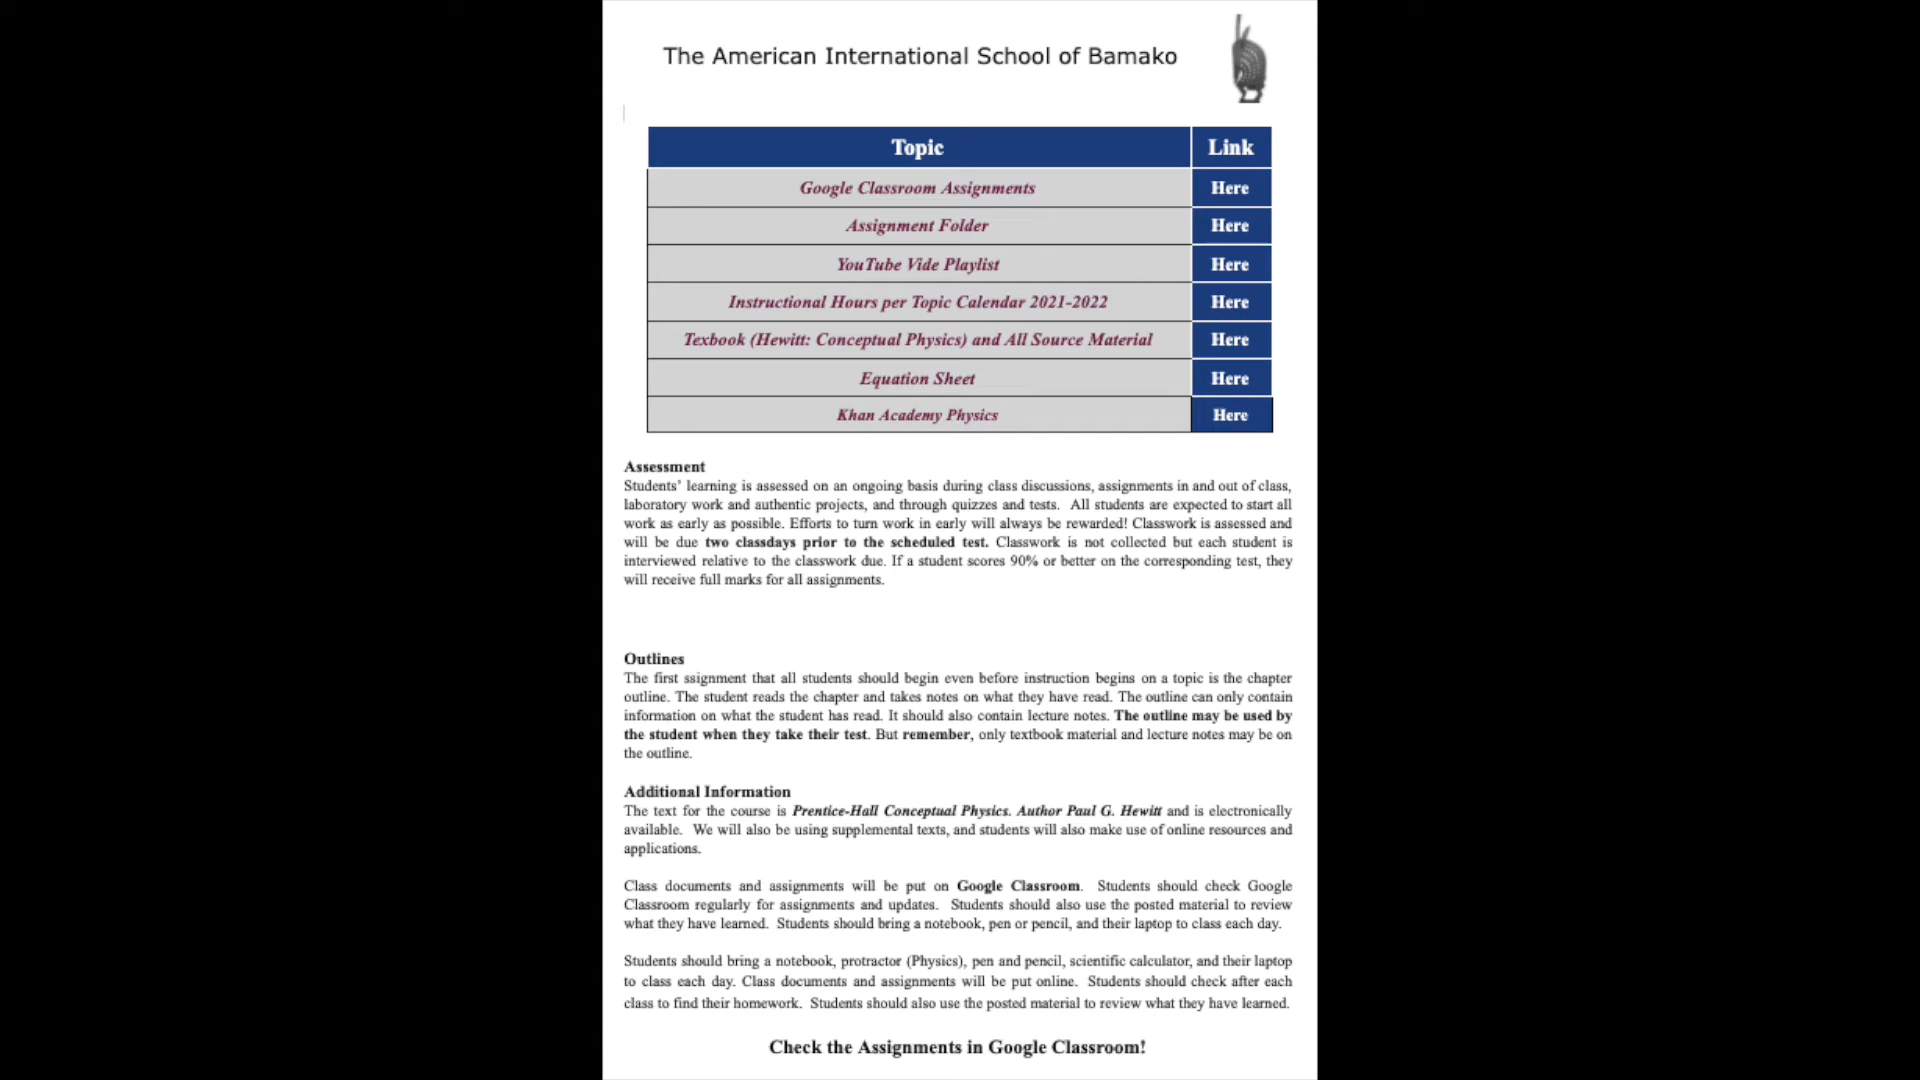 The American International School of Bamako
Topic Link
Google Classroom Assignments Here
Assignment Folder Here
YouTube Vide Playlist Here
Instructional Hours per Topic Calendar 2021-2022 Here
Texbook (Hewitt: Conceptual Physics) and All Source Material Here
Equation Sheet Here
Khan Academy Physics Here
Assessment
Students’ learning is assessed on an ongoing basis during class discussions, assignments in and out of class,
laboratory work and authentic projects, and through quizzes and tests. All students are expected to start all
work as early as possible. Efforts to turn work in early will always be rewarded! Classwork is assessed and
will be due two classdays prior to the scheduled test. Classwork is not collected but each student is
interviewed relative to the classwork due. If a student scores 90% or better on the corresponding test, they
will receive full marks for all assignments.
Outlines
The first ssignment that all students should begin even before instruction begins on a topic is the chapter
outline. The student reads the chapter and takes notes on what they have read. The outline can only contain
information on what the student has read. It should also contain lecture notes. The outline may be used by
the student when they take their test. But remember, only textbook material and lecture notes may be on
the outline.
Additional Information
The text for the course is Prentice-Hall Conceptual Physics. Author Paul G. Hewitt and is electronically
available. We will also be using supplemental texts, and students will also make use of online resources and
applications.
Class documents and assignments will be put on Google Classroom. Students should check Google
Classroom regularly for assignments and updates. Students should also use the posted material to review
what they have learned. Students should bring a notebook, pen or pencil, and their laptop to class each day.
Students should bring a notebook, protractor (Physics), pen and pencil, scientific calculator, and their laptop
to class each day. Class documents and assignments will be put online. Students should check after each
class to find their homework. Students should also use the posted material to review what they have learned.
Check the Assignments in Google Classroom!